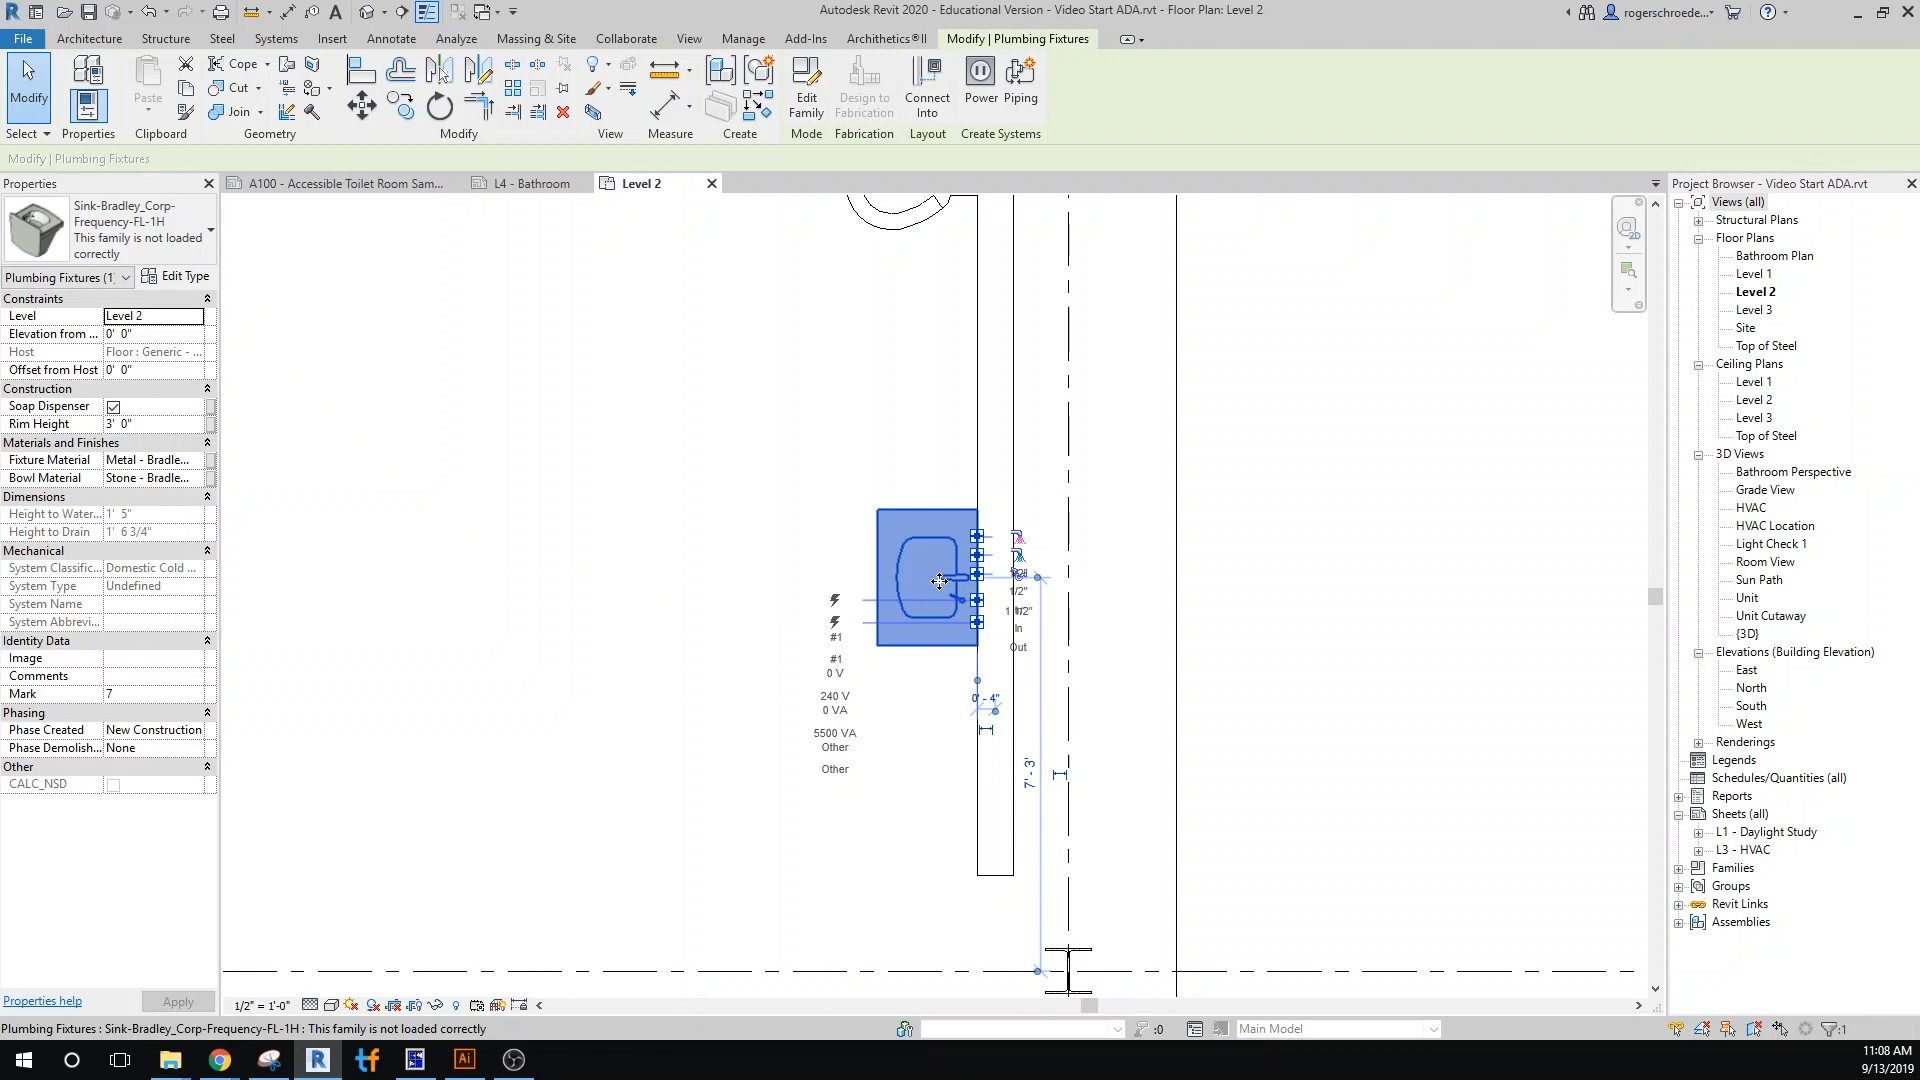 Autodesk Revit 2020 - Educational Version - Video Start ADA.rvt - Floor Plan: Level 2
rogerschroede...
File
Architecture
Structure
Steel
Systems
Insert
Annotate
Analyze
Massing & Site
Collaborate
View
Manage
Add-Ins
Archithetics®II
Modify | Plumbing Fixtures
Modify
Paste
Cope
Cut
Join
Edit
Family
Design to
Fabrication
Connect
Into
Power
Piping
Select
Properties
Clipboard
Geometry
Modify
View
Measure
Create
Mode
Fabrication
Layout
Create Systems
Modify | Plumbing Fixtures
Properties
A100 - Accessible Toilet Room Sam...
L4 - Bathroom
Level 2
Project Browser - Video Start ADA.rvt
Sink-Bradley_Corp-
Frequency-FL-1H
This family is not loaded
correctly
Plumbing Fixtures (1)
Edit Type
Constraints
Level
Level 2
Elevation from ...
0' 0"
Host
Floor : Generic - ...
Offset from Host
0' 0"
Construction
Soap Dispenser
Rim Height
3' 0"
Materials and Finishes
Fixture Material
Metal - Bradle...
Bowl Material
Stone - Bradle...
Dimensions
Height to Water...
1' 5"
Height to Drain
1' 6 3/4"
Mechanical
System Classific...
Domestic Cold ...
System Type
Undefined
System Name
System Abbrevi...
Identity Data
Image
Comments
Mark
7
Phasing
Phase Created
New Construction
Phase Demolish...
None
Other
CALC_NSD
Properties help
Apply
2D
#1
#1
0 V
240 V
0 VA
5500 VA
Other
Other
1/2"
In
Out
0' - 4"
7' - 3'
Views (all)
Structural Plans
Floor Plans
Bathroom Plan
Level 1
Level 2
Level 3
Site
Top of Steel
Ceiling Plans
Level 1
Level 2
Level 3
Top of Steel
3D Views
Bathroom Perspective
Grade View
HVAC
HVAC Location
Light Check 1
Room View
Sun Path
Unit
Unit Cutaway
{3D}
Elevations (Building Elevation)
East
North
South
West
Renderings
Legends
Schedules/Quantities (all)
Reports
Sheets (all)
L1 - Daylight Study
L3 - HVAC
Families
Groups
Revit Links
Assemblies
1/2" = 1'-0"
Plumbing Fixtures : Sink-Bradley_Corp-Frequency-FL-1H : This family is not loaded correctly
:0
Main Model
:1
11:08 AM
9/13/2019